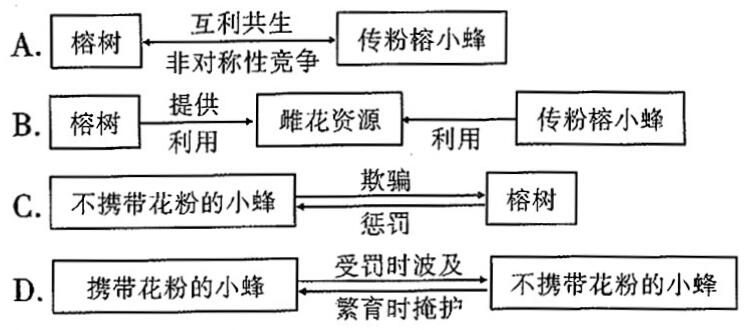 互利共生
A. 榕树 传粉榕小蜂
非对称性竞争
提供
B. 榕树 雌花资源 传粉榕小蜂
利用 利用
欺骗
C. 不携带花粉的小蜂 榕树
惩罚
受罚时波及
D. 携带花粉的小蜂 不携带花粉的小蜂
繁育时掩护